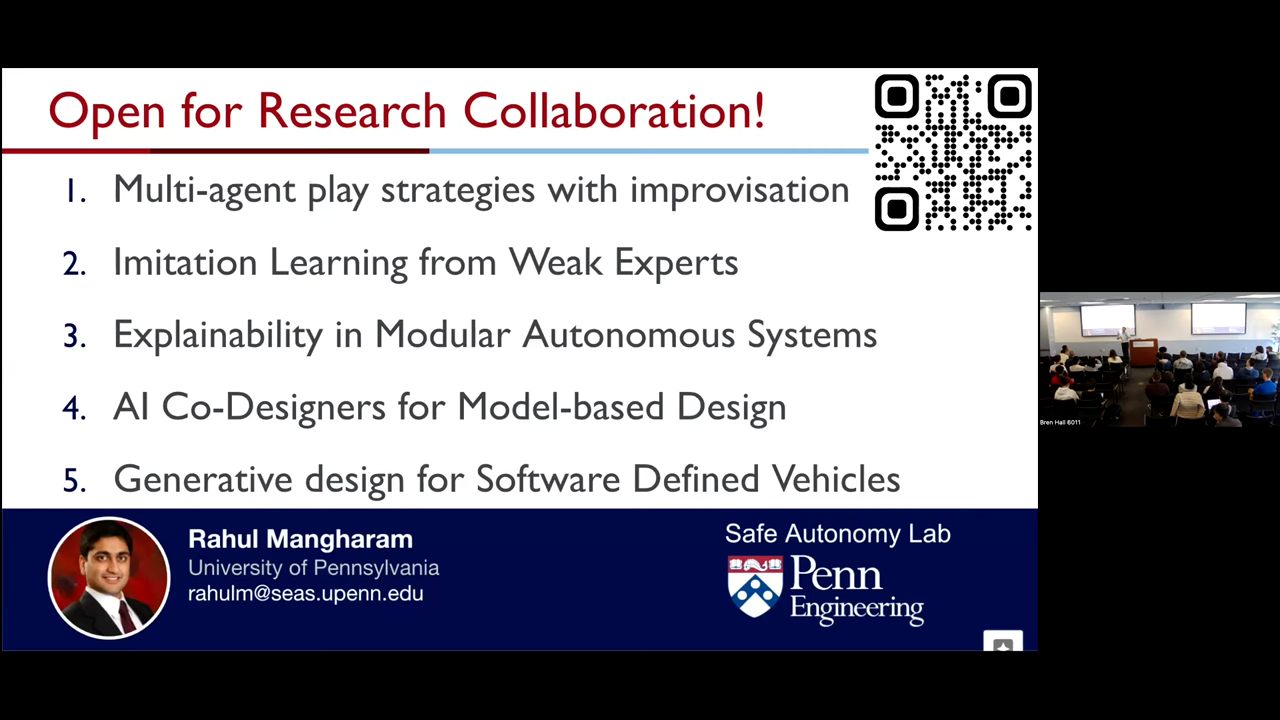 Open for Research Collaboration!
1. Multi-agent play strategies with improvisation
2. Imitation Learning from Weak Experts
3. Explainability in Modular Autonomous Systems
4. AI Co-Designers for Model-based Design
5. Generative design for Software Defined Vehicles
Rahul Mangharam
University of Pennsylvania
rahulm@seas.upenn.edu
Safe Autonomy Lab
Penn
Engineering
Bren Hall 6011